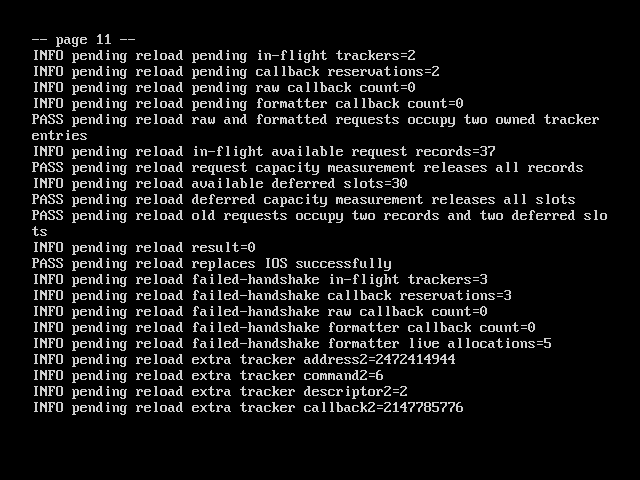 -- page 11 --
INFO pending reload pending in-flight trackers=2
INFO pending reload pending callback reservations=2
INFO pending reload pending raw callback count=0
INFO pending reload pending formatter callback count=0
PASS pending reload raw and formatted requests occupy two owned tracker
entries
INFO pending reload in-flight available request records=37
PASS pending reload request capacity measurement releases all records
INFO pending reload available deferred slots=30
PASS pending reload deferred capacity measurement releases all slots
PASS pending reload old requests occupy two records and two deferred slo
ts
INFO pending reload result=0
PASS pending reload replaces IOS successfully
INFO pending reload failed-handshake in-flight trackers=3
INFO pending reload failed-handshake callback reservations=3
INFO pending reload failed-handshake raw callback count=0
INFO pending reload failed-handshake formatter callback count=0
INFO pending reload failed-handshake formatter live allocations=5
INFO pending reload extra tracker address2=2472414944
INFO pending reload extra tracker command2=6
INFO pending reload extra tracker descriptor2=2
INFO pending reload extra tracker callback2=2147785776